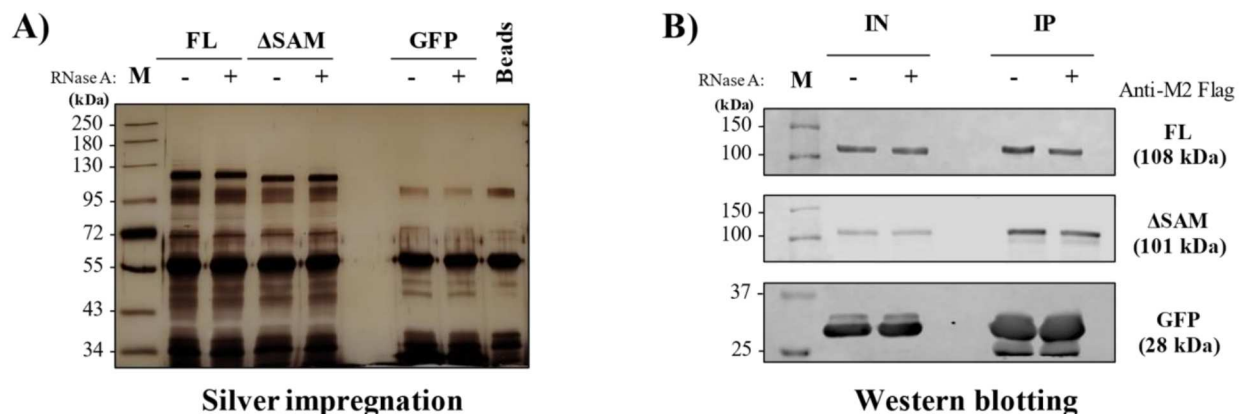 A)
FL ΔSAM GFP Beads
RNase A: M - + - + - +
(kDa)
250
180
130
95
72
55
43
34
Silver impregnation
B)
IN IP
RNase A: M - + - + Anti-M2 Flag
(kDa)
150
100
FL
(108 kDa)
150
100
ΔSAM
(101 kDa)
37
25
GFP
(28 kDa)
Western blotting